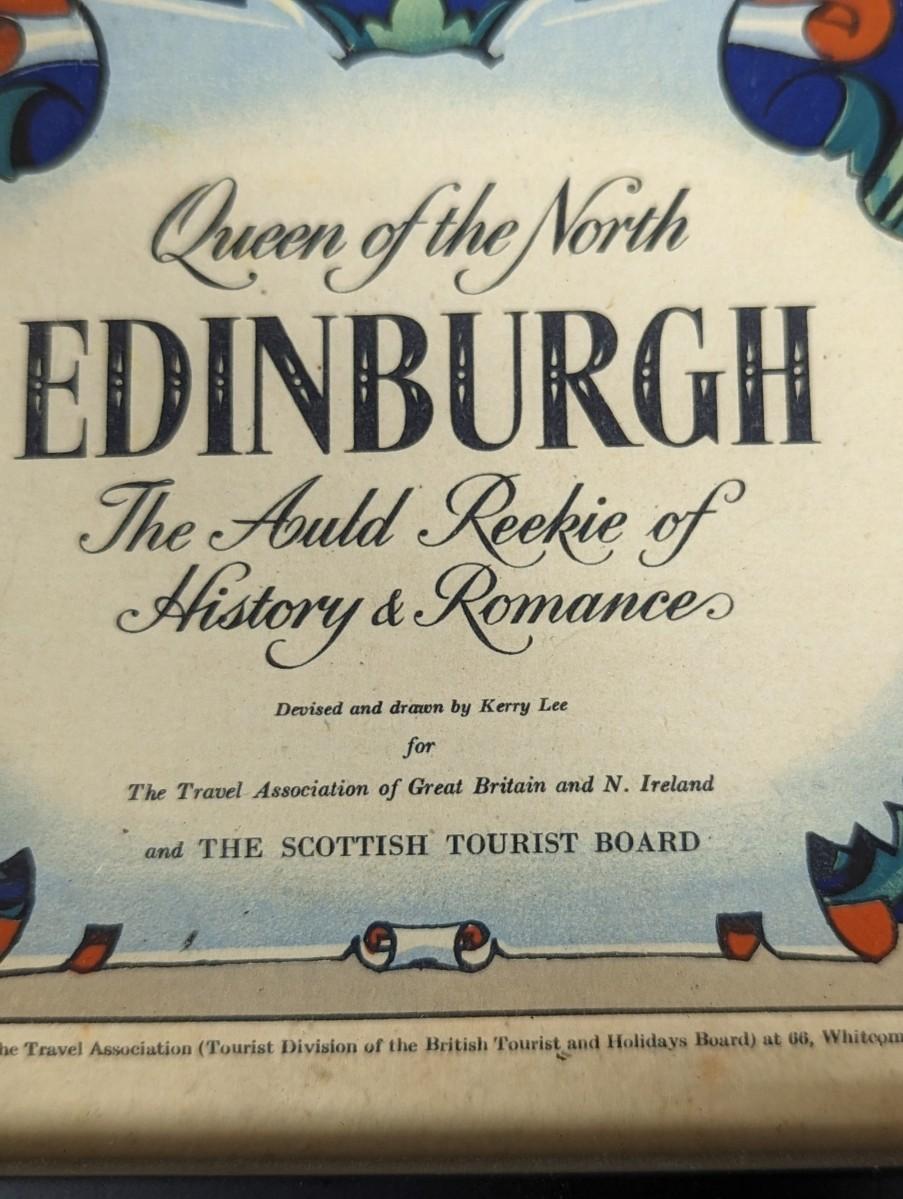 Queen of the North
EDINBURGH
The Auld Reekie of
History & Romance
Devised and drawn by Kerry Lee
for
The Travel Association of Great Britain and N. Ireland
and THE SCOTTISH TOURIST BOARD
he Travel Association (Tourist Division of the British Tourist and Holidays Board) at 66, Whitcom